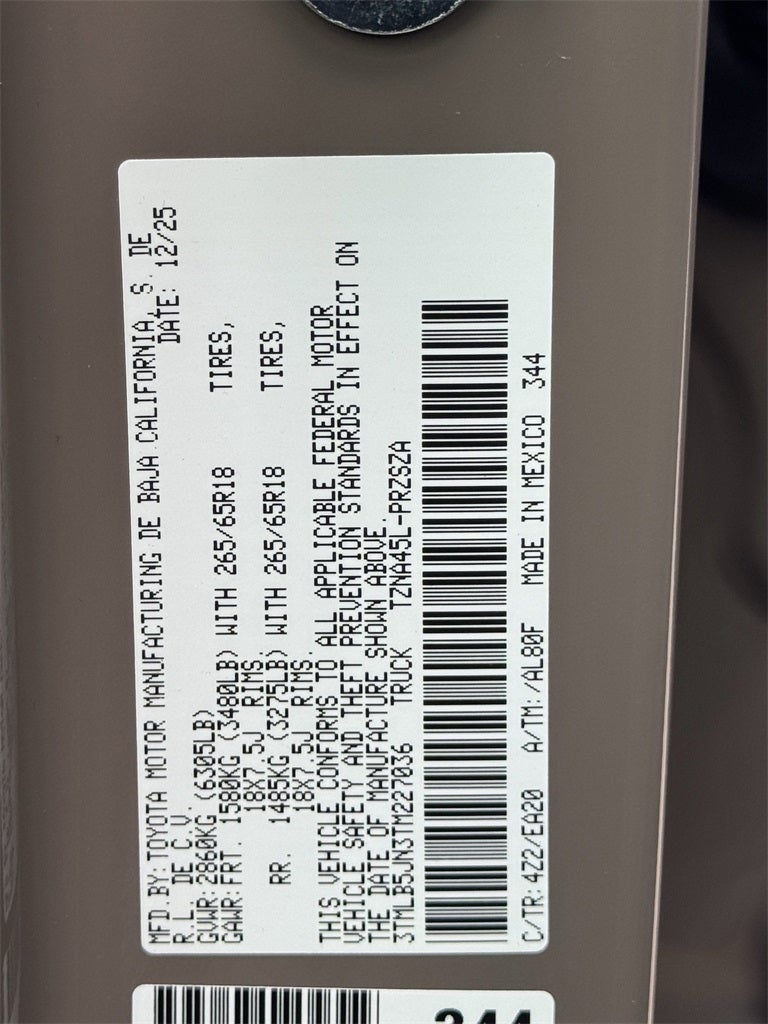 MFD.BY: TOYOTA MOTOR MANUFACTURING DE BAJA CALIFORNIA, S. DE
R.L. DE C.V. DATE: 12/25
GVWR: 2860KG (6305LB)
GAWR: FRT. 1580KG (3480LB) WITH 265/65R18 TIRES,
18X7.5J RIMS.
RR. 1485KG (3275LB) WITH 265/65R18 TIRES,
18X7.5J RIMS.
THIS VEHICLE CONFORMS TO ALL APPLICABLE FEDERAL MOTOR
VEHICLE SAFETY AND THEFT PREVENTION STANDARDS IN EFFECT ON
THE DATE OF MANUFACTURE SHOWN ABOVE.
3TMLB5JN3TM227036 TRUCK TZNA45L-PRZSZA
C/TR: 4Z2/EA20 A/TM: /AL80F MADE IN MEXICO 344
344